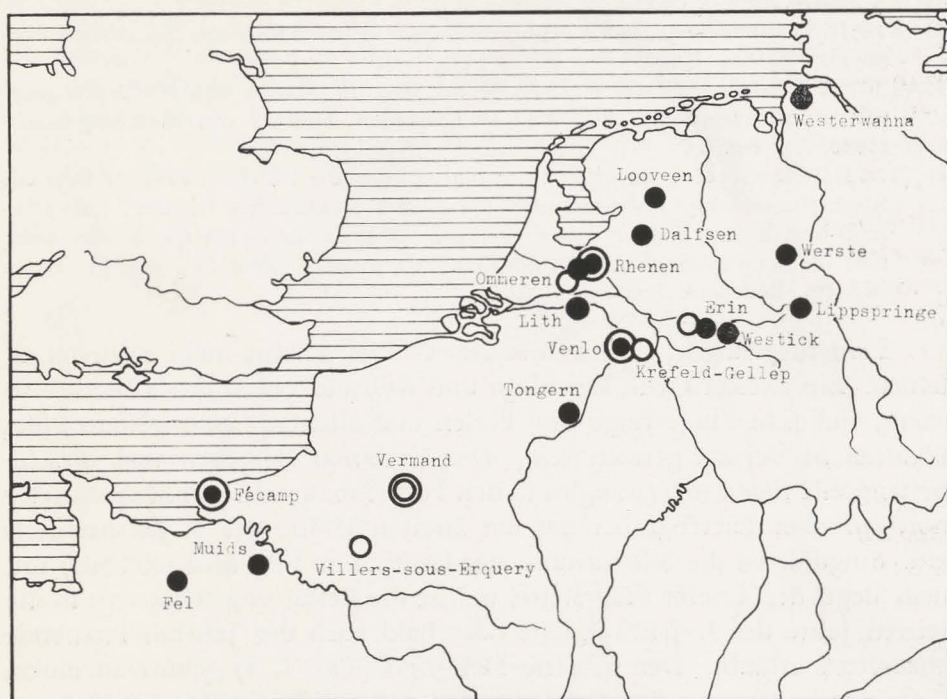 Westerwanna
Looveen
Dalfsen
Werste
Rhenen
Ommeren
Erin
Lippspringe
Lith
Westick
Venlo
Krefeld-Gellep
Tongern
Vermand
Fécamp
Muids
Villers-sous-Erquery
Fel